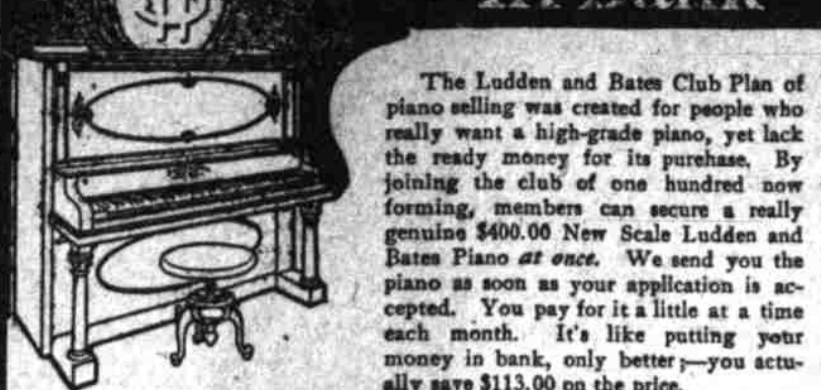 The Ludden and Bates Club Plan of
piano selling was created for people who
really want a high-grade piano, yet lack
the ready money for its purchase. By
joining the club of one hundred now
forming, members can secure a really
genuine $400.00 New Scale Ludden and
Bates Piano at once. We send you the
piano as soon as your application is ac-
cepted. You pay for it a little at a time
each month. It's like putting your
money in bank, only better;—you actu-
ally save $113.00 on the price.